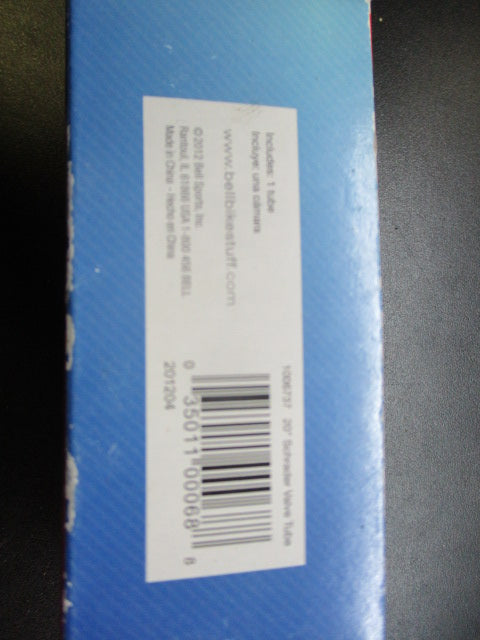 Includes: 1 tube
Incluye: una cámara
www.bellbikestuff.com
© 2012 Bell Sports, Inc.
Rantoul, IL 61866 USA 1-800 456 BELL
Made in China - Hecho en China
1006737 20" Schrader Valve Tube
0 35011 00068 8
201204